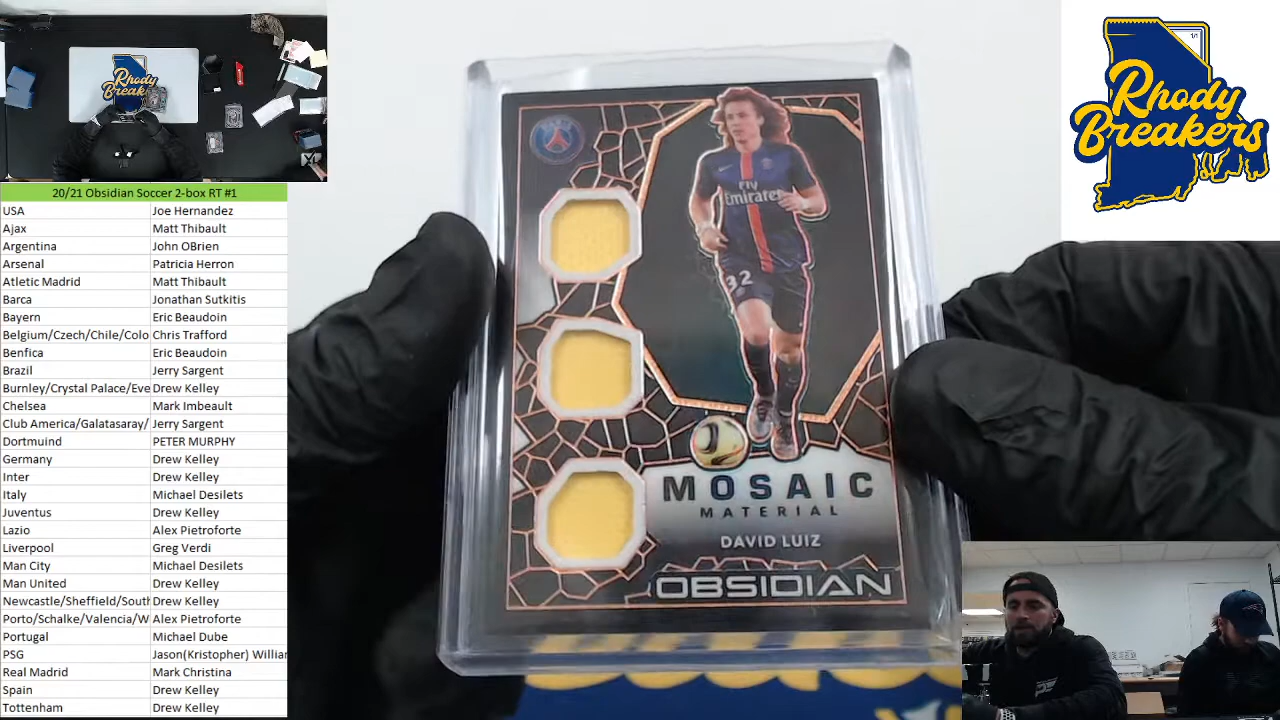 Rhody
Breakers
20/21 Obsidian Soccer 2-box RT #1
USA Joe Hernandez
Ajax Matt Thibault
Argentina John OBrien
Arsenal Patricia Herron
Atletic Madrid Matt Thibault
Barca Jonathan Sutkitis
Bayern Eric Beaudoin
Belgium/Czech/Chile/Colo Chris Trafford
Benfica Eric Beaudoin
Brazil Jerry Sargent
Burnley/Crystal Palace/Eve Drew Kelley
Chelsea Mark Imbeault
Club America/Galatasaray/ Jerry Sargent
Dortmuind PETER MURPHY
Germany Drew Kelley
Inter Drew Kelley
Italy Michael Desilets
Juventus Drew Kelley
Lazio Alex Pietroforte
Liverpool Greg Verdi
Man City Michael Desilets
Man United Drew Kelley
Newcastle/Sheffield/South Drew Kelley
Porto/Schalke/Valencia/W Alex Pietroforte
Portugal Michael Dube
PSG Jason(Kristopher) Willian
Real Madrid Mark Christina
Spain Drew Kelley
Tottenham Drew Kelley
Fly
Emirates
32
MOSAIC
MATERIAL
DAVID LUIZ
OBSIDIAN
1/1
Rhody
Breakers